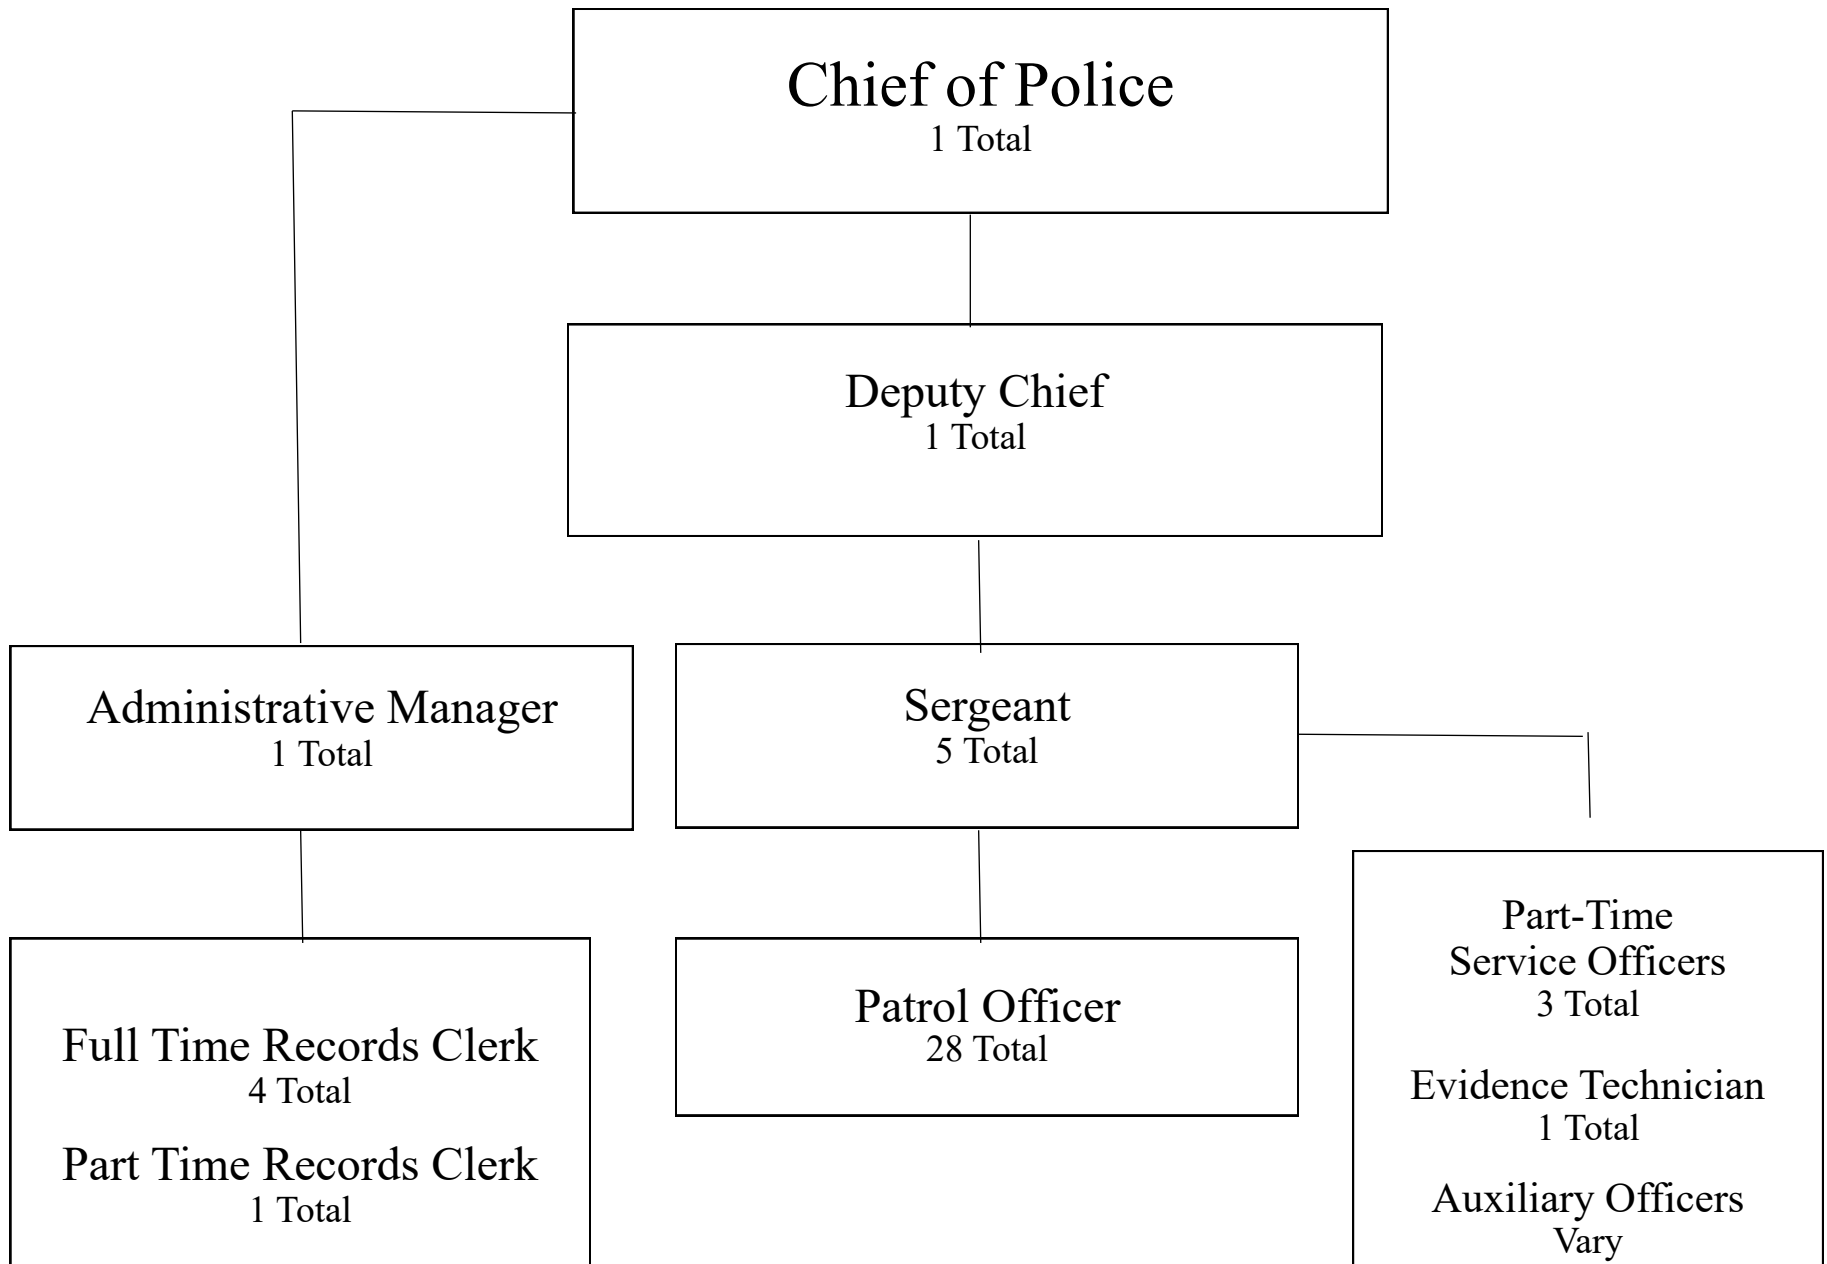 Chief of Police
1 Total
Deputy Chief
1 Total
Administrative Manager
1 Total
Sergeant
5 Total
Full Time Records Clerk
4 Total
Part Time Records Clerk
1 Total
Patrol Officer
28 Total
Part-Time
Service Officers
3 Total
Evidence Technician
1 Total
Auxiliary Officers
Vary